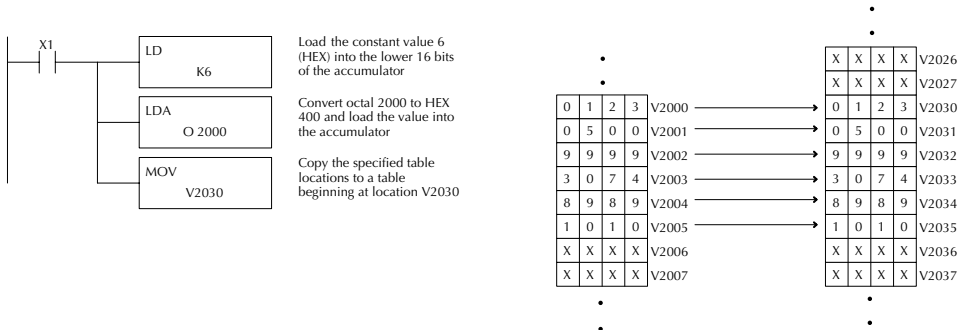 X1
LD
K6
Load the constant value 6
(HEX) into the lower 16 bits
of the accumulator
LDA
O 2000
Convert octal 2000 to HEX
400 and load the value into
the accumulator
MOV
V2030
Copy the specified table
locations to a table
beginning at location V2030
0 1 2 3 V2000
0 5 0 0 V2001
9 9 9 9 V2002
3 0 7 4 V2003
8 9 8 9 V2004
1 0 1 0 V2005
X X X X V2006
X X X X V2007
X X X X V2026
X X X X V2027
0 1 2 3 V2030
0 5 0 0 V2031
9 9 9 9 V2032
3 0 7 4 V2033
8 9 8 9 V2034
1 0 1 0 V2035
X X X X V2036
X X X X V2037